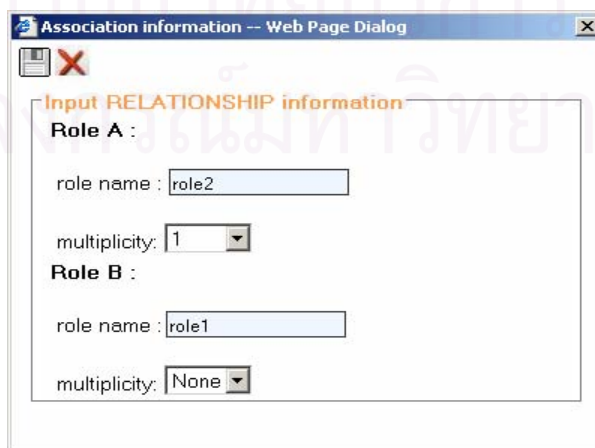 Association information -- Web Page Dialog
Input RELATIONSHIP information
Role A :
role name : role2
multiplicity: 1
Role B :
role name : role1
multiplicity: None